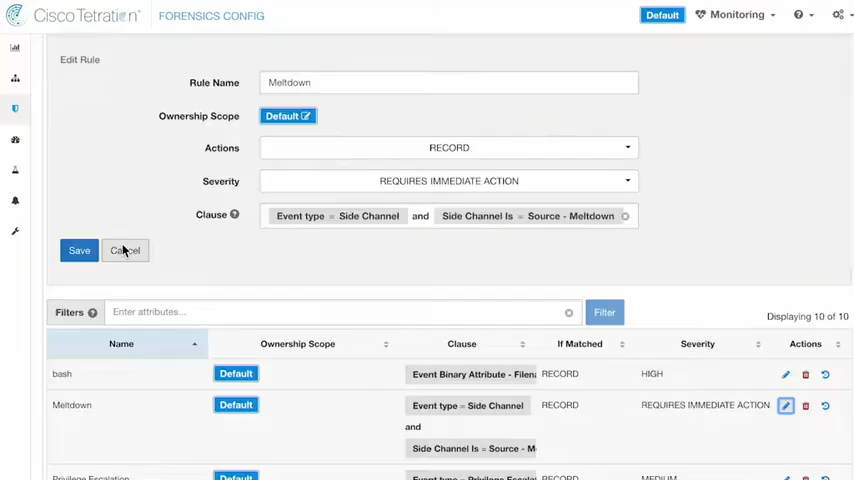 Cisco Tetration™ FORENSICS CONFIG Default Monitoring
Edit Rule
Rule Name Meltdown
Ownership Scope Default
Actions RECORD
Severity REQUIRES IMMEDIATE ACTION
Clause Event type = Side Channel and Side Channel Is = Source - Meltdown
Save Cancel
Filters Enter attributes... Filter Displaying 10 of 10
Name Ownership Scope Clause If Matched Severity Actions
bash Default Event Binary Attribute - Filena RECORD HIGH
Meltdown Default Event type = Side Channel RECORD REQUIRES IMMEDIATE ACTION
and
Side Channel Is = Source - M
Privilege Escalation Default Event type = Privilege Escala RECORD MEDIUM